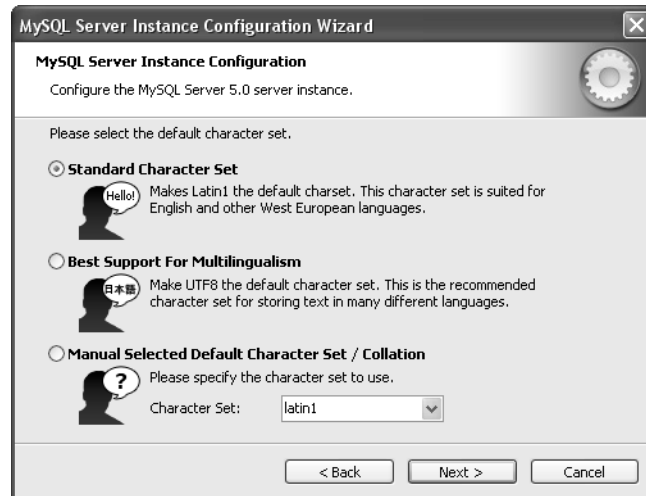 MySQL Server Instance Configuration Wizard
MySQL Server Instance Configuration
Configure the MySQL Server 5.0 server instance.
Please select the default character set.
Standard Character Set
Hello!
Makes Latin1 the default charset. This character set is suited for
English and other West European languages.
Best Support For Multilingualism
日本語
Make UTF8 the default character set. This is the recommended
character set for storing text in many different languages.
Manual Selected Default Character Set / Collation
?
Please specify the character set to use.
Character Set: latin1
< Back Next > Cancel